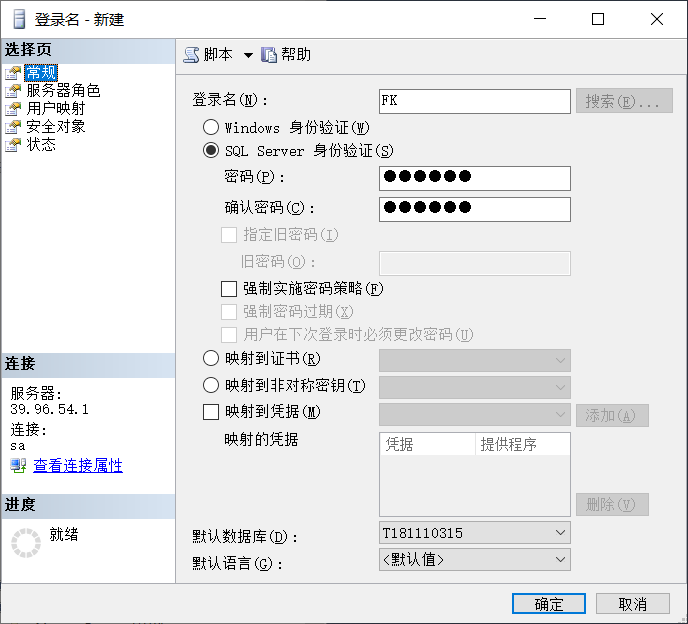 登录名 - 新建
选择页
常规
服务器角色
用户映射
安全对象
状态
连接
服务器:
39.96.54.1
连接:
sa
查看连接属性
进度
就绪
脚本
帮助
登录名(N):
FK
搜索(E)...
Windows 身份验证(W)
SQL Server 身份验证(S)
密码(P):
●●●●●●
确认密码(C):
●●●●●●
指定旧密码(I)
旧密码(O):
强制实施密码策略(F)
强制密码过期(X)
用户在下次登录时必须更改密码(U)
映射到证书(R)
映射到非对称密钥(T)
映射到凭据(M)
添加(A)
映射的凭据
凭据 提供程序
删除(V)
默认数据库(D):
T181110315
默认语言(G):
<默认值>
确定
取消